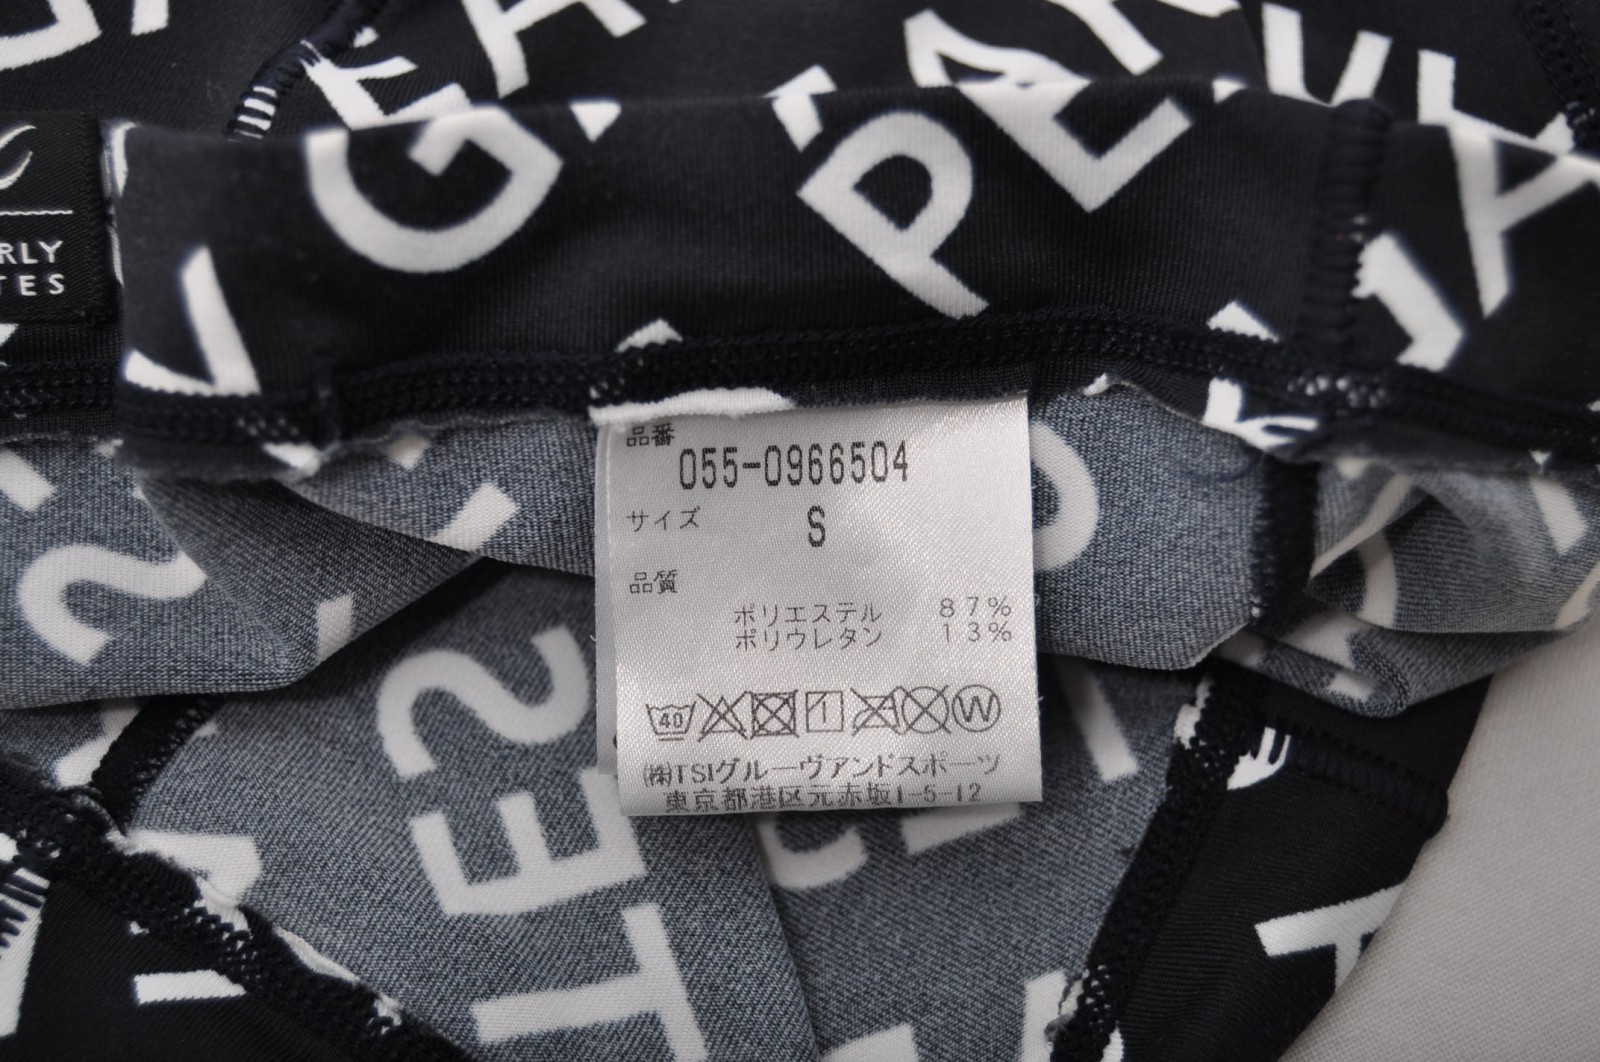 RLY
TES
品番
055-0966504
サイズ S
品質
ポリエステル 87%
ポリウレタン 13%
40
W
(株)TSIグルーヴアンドスポーツ
東京都港区元赤坂1-5-12